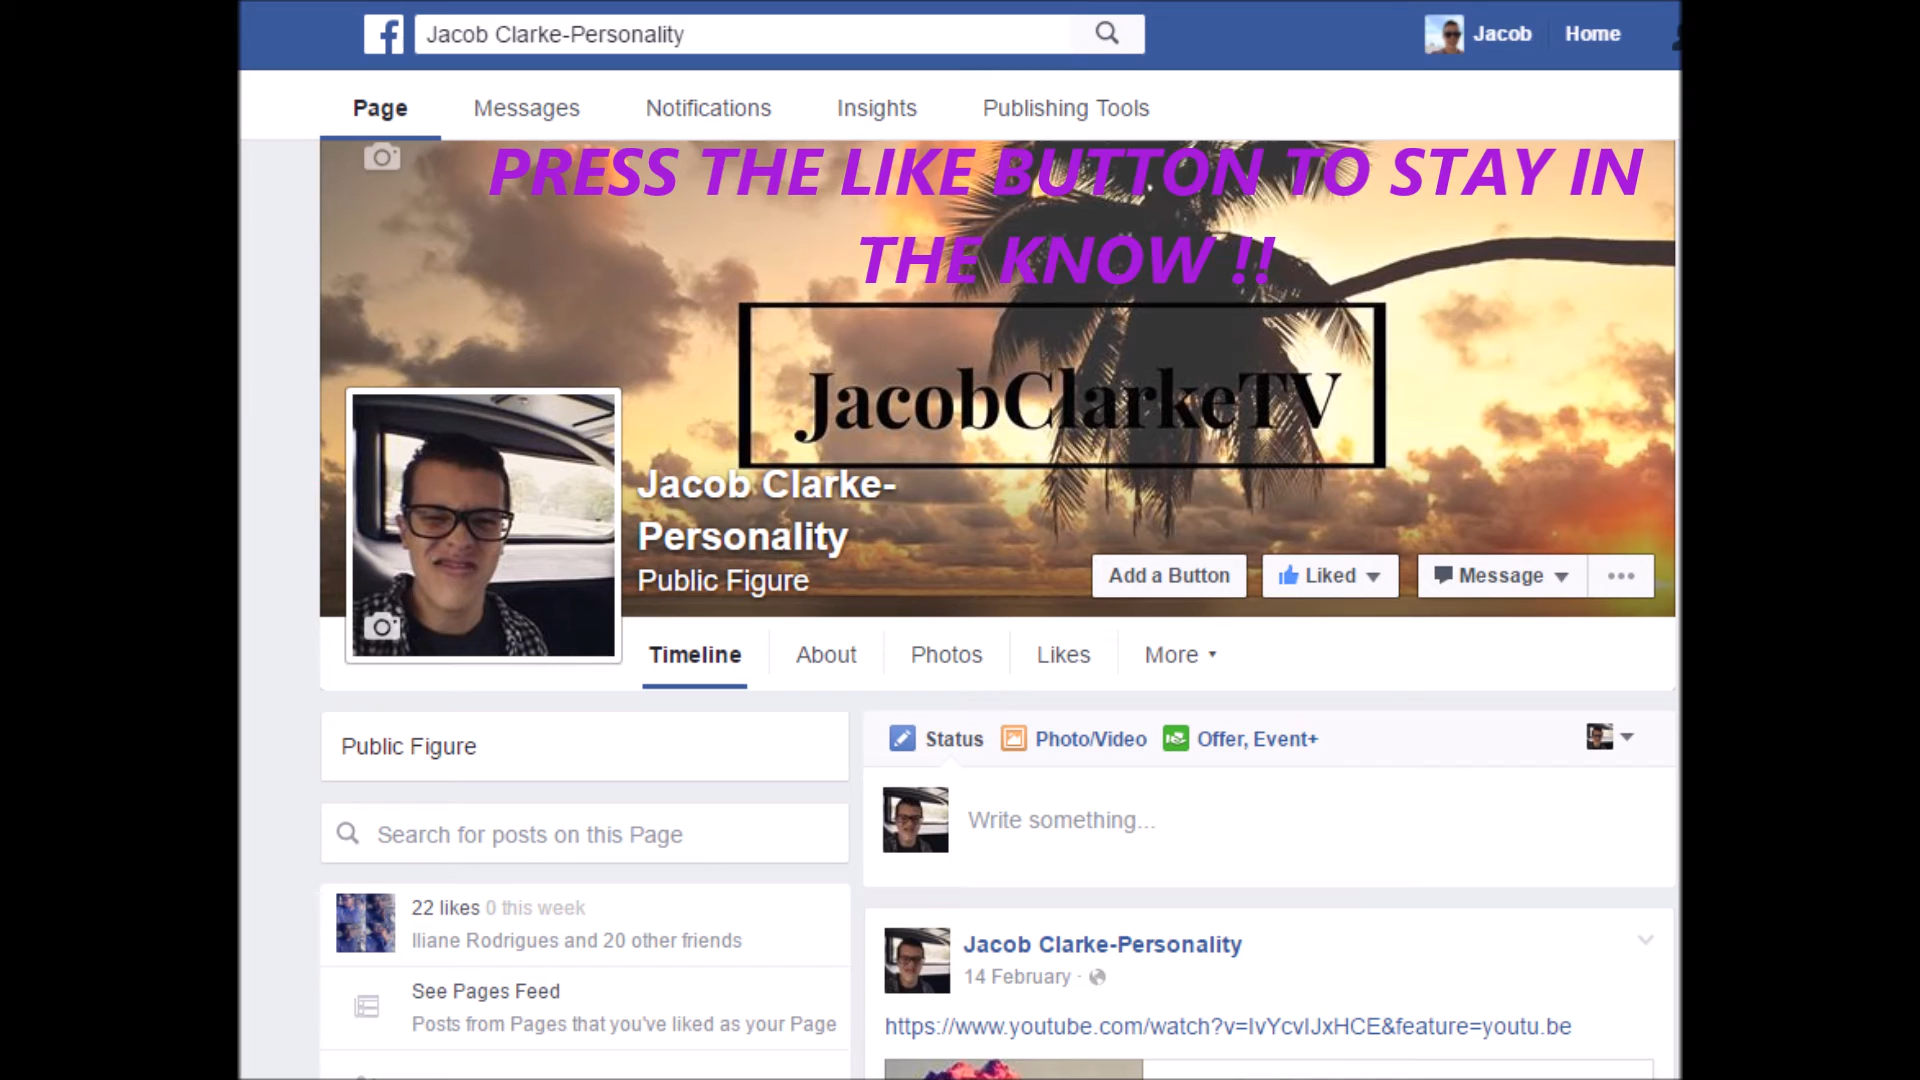 Jacob Clarke-Personality
Jacob
Home
Page
Messages
Notifications
Insights
Publishing Tools
PRESS THE LIKE BUTTON TO STAY IN
THE KNOW !!
JacobClarkeTV
Jacob Clarke-
Personality
Public Figure
Add a Button
Liked
Message
Timeline
About
Photos
Likes
More
Public Figure
Status
Photo/Video
Offer, Event+
Search for posts on this Page
Write something...
22 likes 0 this week
Iliane Rodrigues and 20 other friends
See Pages Feed
Posts from Pages that you've liked as your Page
Jacob Clarke-Personality
14 February ·
https://www.youtube.com/watch?v=IvYcvIJxHCE&feature=youtu.be